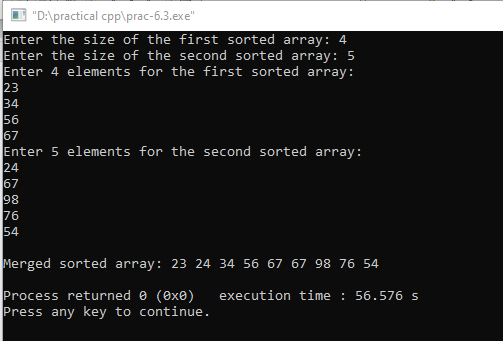 "D:\practical cpp\prac-6.3.exe"
Enter the size of the first sorted array: 4
Enter the size of the second sorted array: 5
Enter 4 elements for the first sorted array:
23
34
56
67
Enter 5 elements for the second sorted array:
24
67
98
76
54
Merged sorted array: 23 24 34 56 67 67 98 76 54
Process returned 0 (0x0)   execution time : 56.576 s
Press any key to continue.